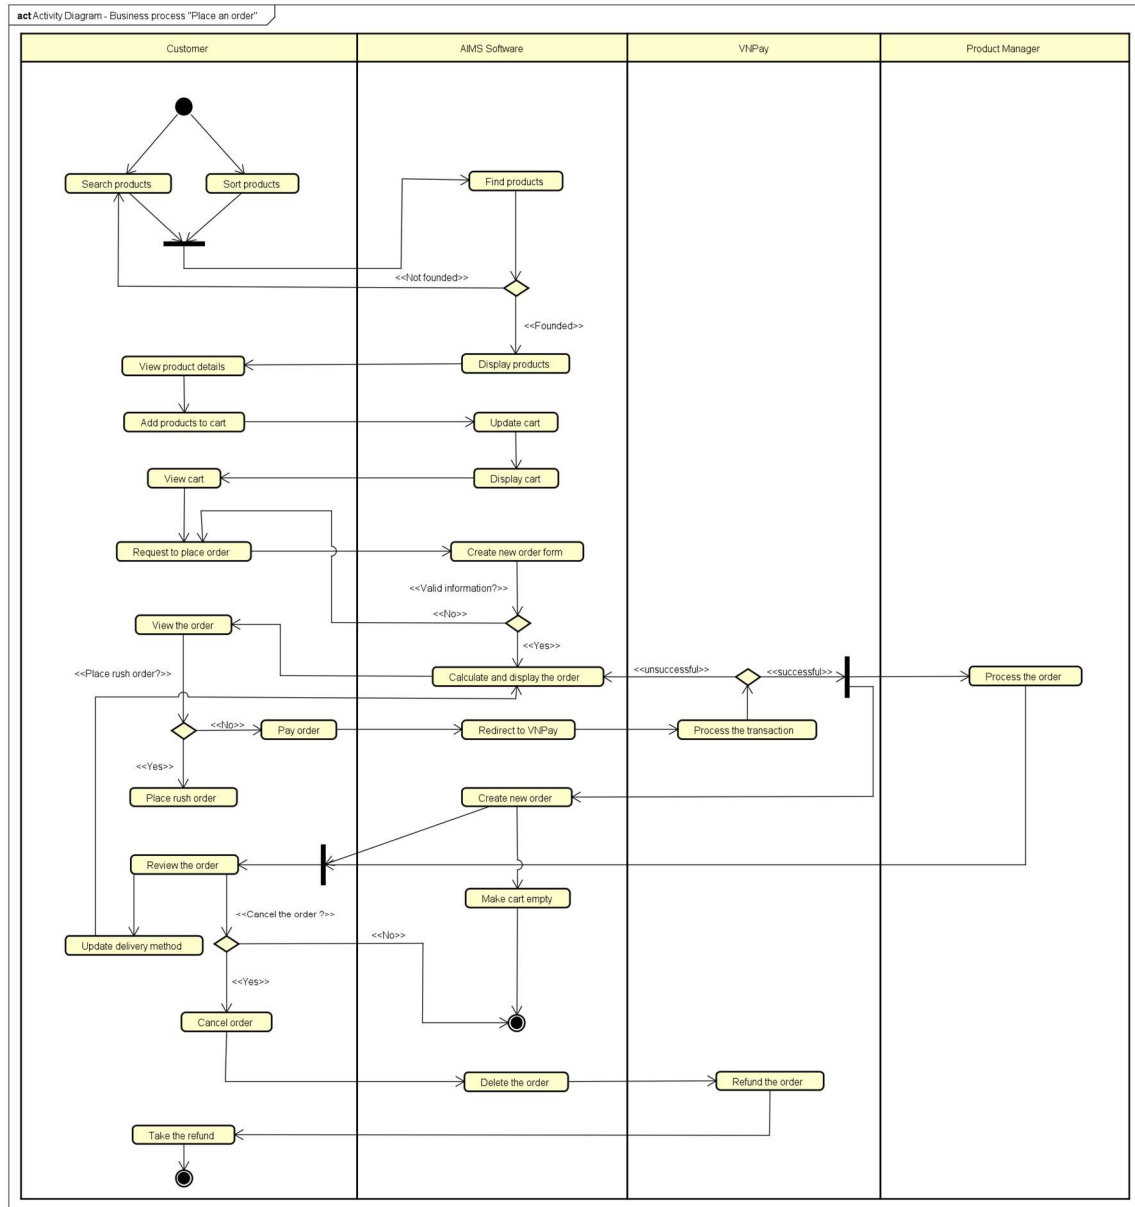 act Activity Diagram - Business process "Place an order"
Customer
AIMS Software
VNPay
Product Manager
Search products
Sort products
Find products
<<Not founded>>
<<Founded>>
View product details
Display products
Add products to cart
Update cart
View cart
Display cart
Request to place order
Create new order form
<<Valid information?>>
<<No>>
View the order
<<Yes>>
<<Place rush order?>>
Calculate and display the order
<<unsuccessful>>
<<successful>>
Process the order
<<No>>
Pay order
Redirect to VNPay
Process the transaction
<<Yes>>
Place rush order
Create new order
Review the order
Make cart empty
<<Cancel the order ?>>
<<No>>
Update delivery method
<<Yes>>
Cancel order
Delete the order
Refund the order
Take the refund